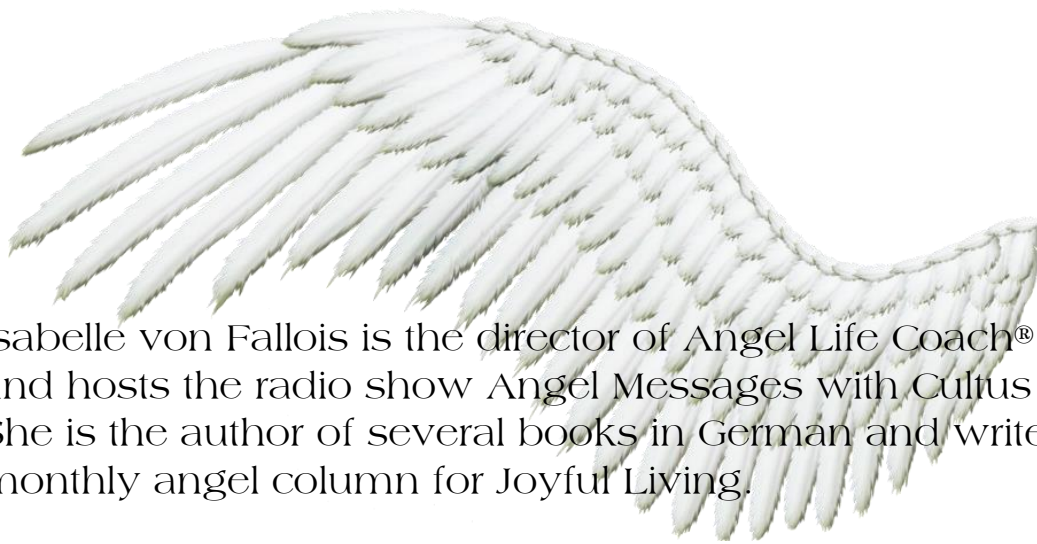 sabelle von Fallois is the director of Angel Life Coach®
nd hosts the radio show Angel Messages with Cultus
She is the author of several books in German and write
monthly angel column for Joyful Living.